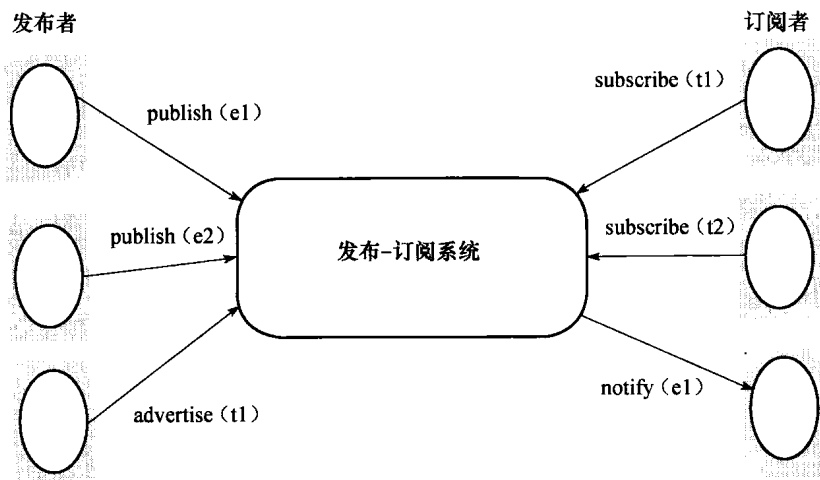 发布者
订阅者
publish（e1）
subscribe（t1）
publish（e2）
subscribe（t2）
发布-订阅系统
advertise（t1）
notify（e1）